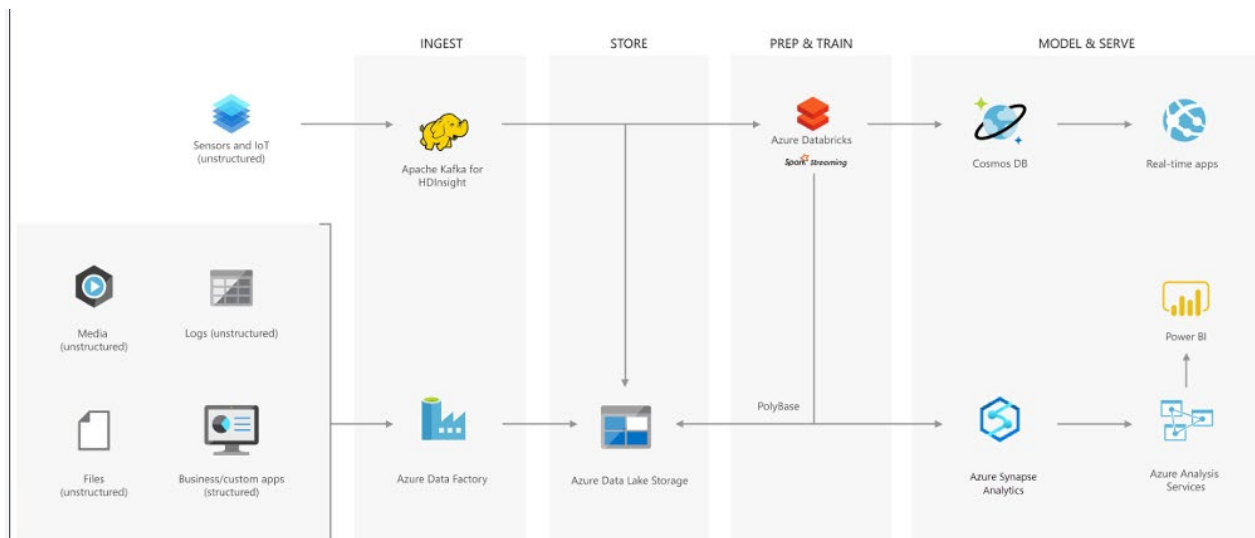 INGEST
STORE
PREP & TRAIN
MODEL & SERVE
Sensors and IoT
(unstructured)
Apache Kafka for
HDInsight
Azure Databricks
Spark Streaming
Cosmos DB
Real-time apps
Media
(unstructured)
Logs (unstructured)
Power BI
PolyBase
Files
(unstructured)
Business/custom apps
(structured)
Azure Data Factory
Azure Data Lake Storage
Azure Synapse
Analytics
Azure Analysis
Services